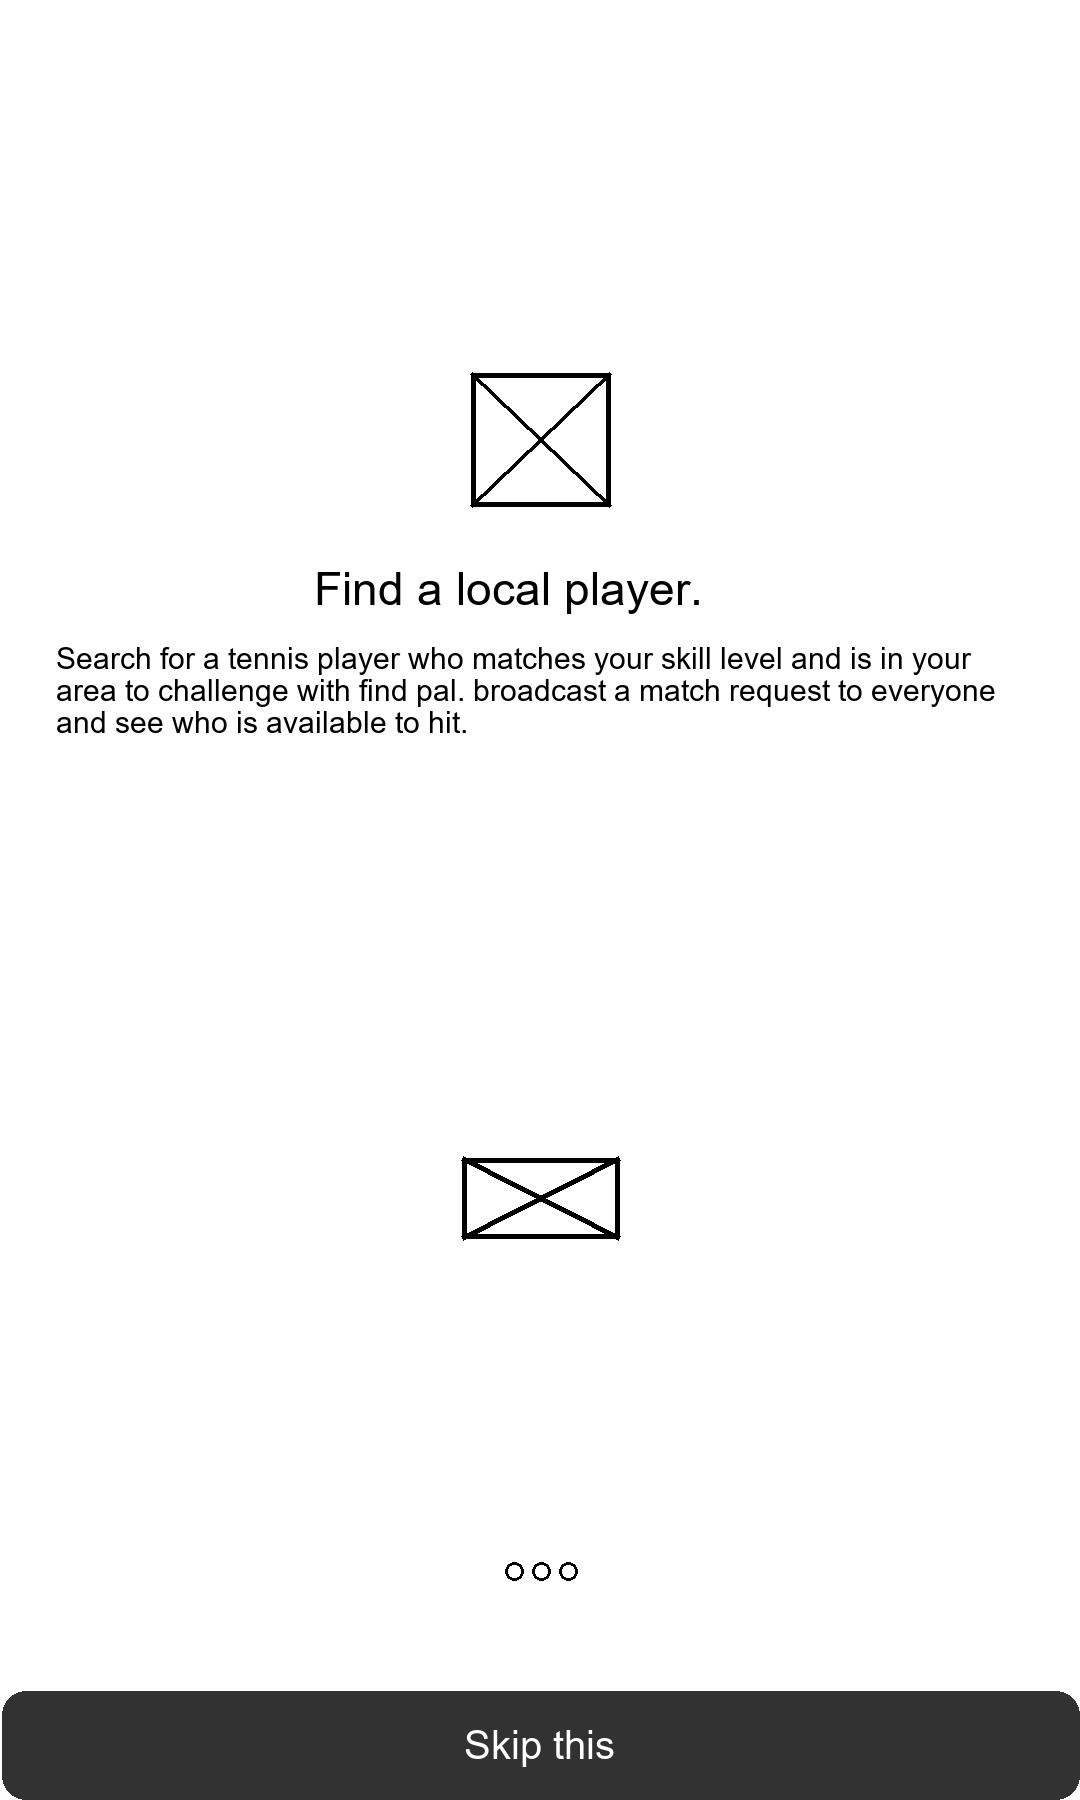 Find a local player.
Search for a tennis player who matches your skill level and is in your
area to challenge with find pal. broadcast a match request to everyone
and see who is available to hit.
Skip this